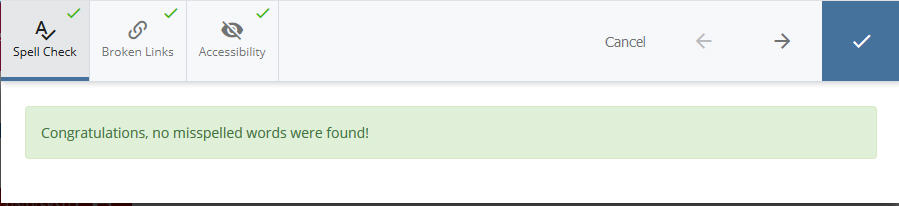 Spell Check
Broken Links
Accessibility
Cancel
Congratulations, no misspelled words were found!